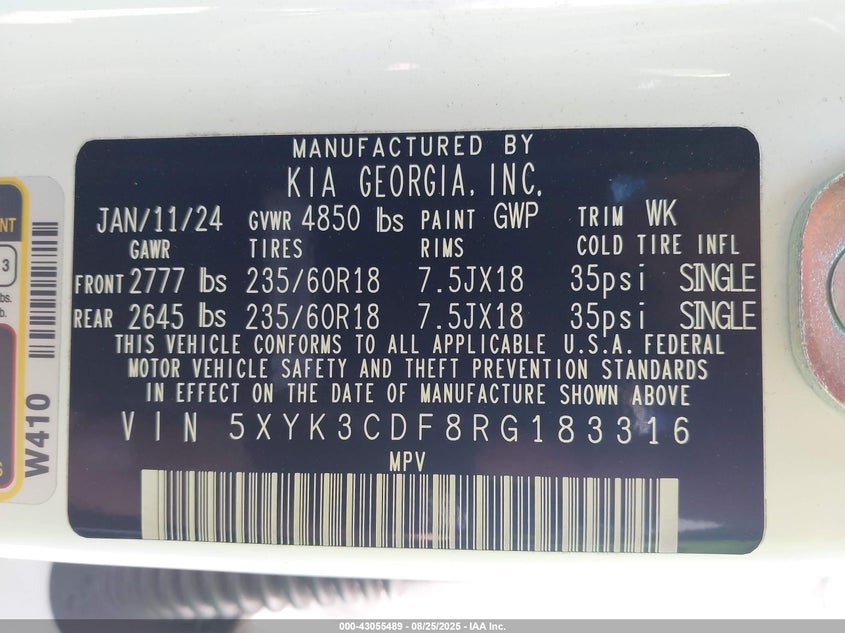 MANUFACTURED BY
KIA GEORGIA, INC.
JAN/11/24 GVWR 4850 lbs PAINT GWP TRIM WK
GAWR TIRES RIMS COLD TIRE INFL
FRONT 2777 lbs 235/60R18 7.5JX18 35psi SINGLE
REAR 2645 lbs 235/60R18 7.5JX18 35psi SINGLE
THIS VEHICLE CONFORMS TO ALL APPLICABLE U.S.A. FEDERAL
MOTOR VEHICLE SAFETY AND THEFT PREVENTION STANDARDS
IN EFFECT ON THE DATE OF MANUFACTURE SHOWN ABOVE
VIN 5XYK3CDF8RG183316
MPV
W410
NT
3
bs.
b.
S
000-43055489 - 08/25/2025 - IAA Inc.